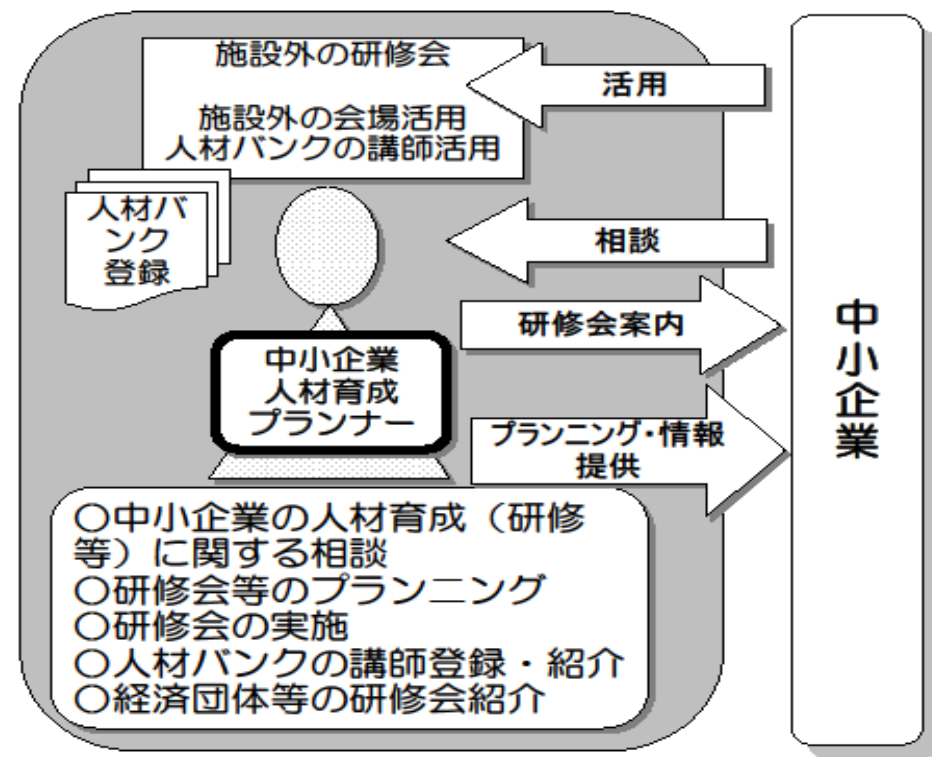 施設外の研修会
施設外の会場活用
人材バンクの講師活用
活用
人材バ
ンク
登録
相談
研修会案内
中小企業
人材育成
プランナー
プランニング・情報
提供
中小企業
○中小企業の人材育成（研修
等）に関する相談
○研修会等のプランニング
○研修会の実施
○人材バンクの講師登録・紹介
○経済団体等の研修会紹介